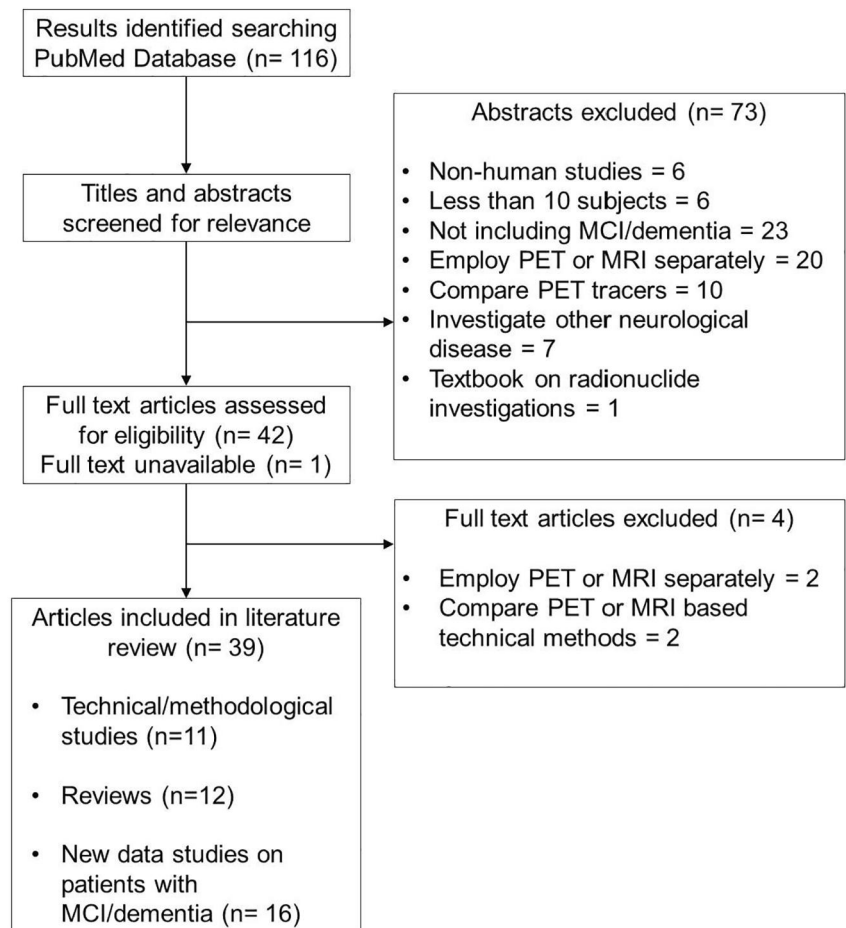 Results identified searching
PubMed Database (n= 116)
Titles and abstracts
screened for relevance
Abstracts excluded (n= 73)
• Non-human studies = 6
• Less than 10 subjects = 6
• Not including MCI/dementia = 23
• Employ PET or MRI separately = 20
• Compare PET tracers = 10
• Investigate other neurological
disease = 7
• Textbook on radionuclide
investigations = 1
Full text articles assessed
for eligibility (n= 42)
Full text unavailable (n= 1)
Full text articles excluded (n= 4)
• Employ PET or MRI separately = 2
• Compare PET or MRI based
technical methods = 2
Articles included in literature
review (n= 39)
• Technical/methodological
studies (n=11)
• Reviews (n=12)
• New data studies on
patients with
MCI/dementia (n= 16)